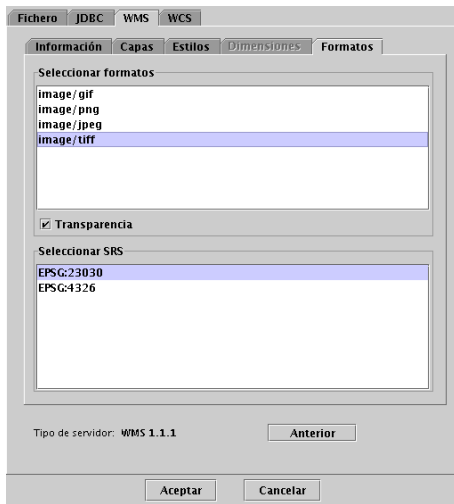 Fichero JDBC WMS WCS
Información Capas Estilos Dimensiones Formatos
Seleccionar formatos
image/gif
image/png
image/jpeg
image/tiff
Transparencia
Seleccionar SRS
EPSG:23030
EPSG:4326
Tipo de servidor: WMS 1.1.1 Anterior
Aceptar Cancelar